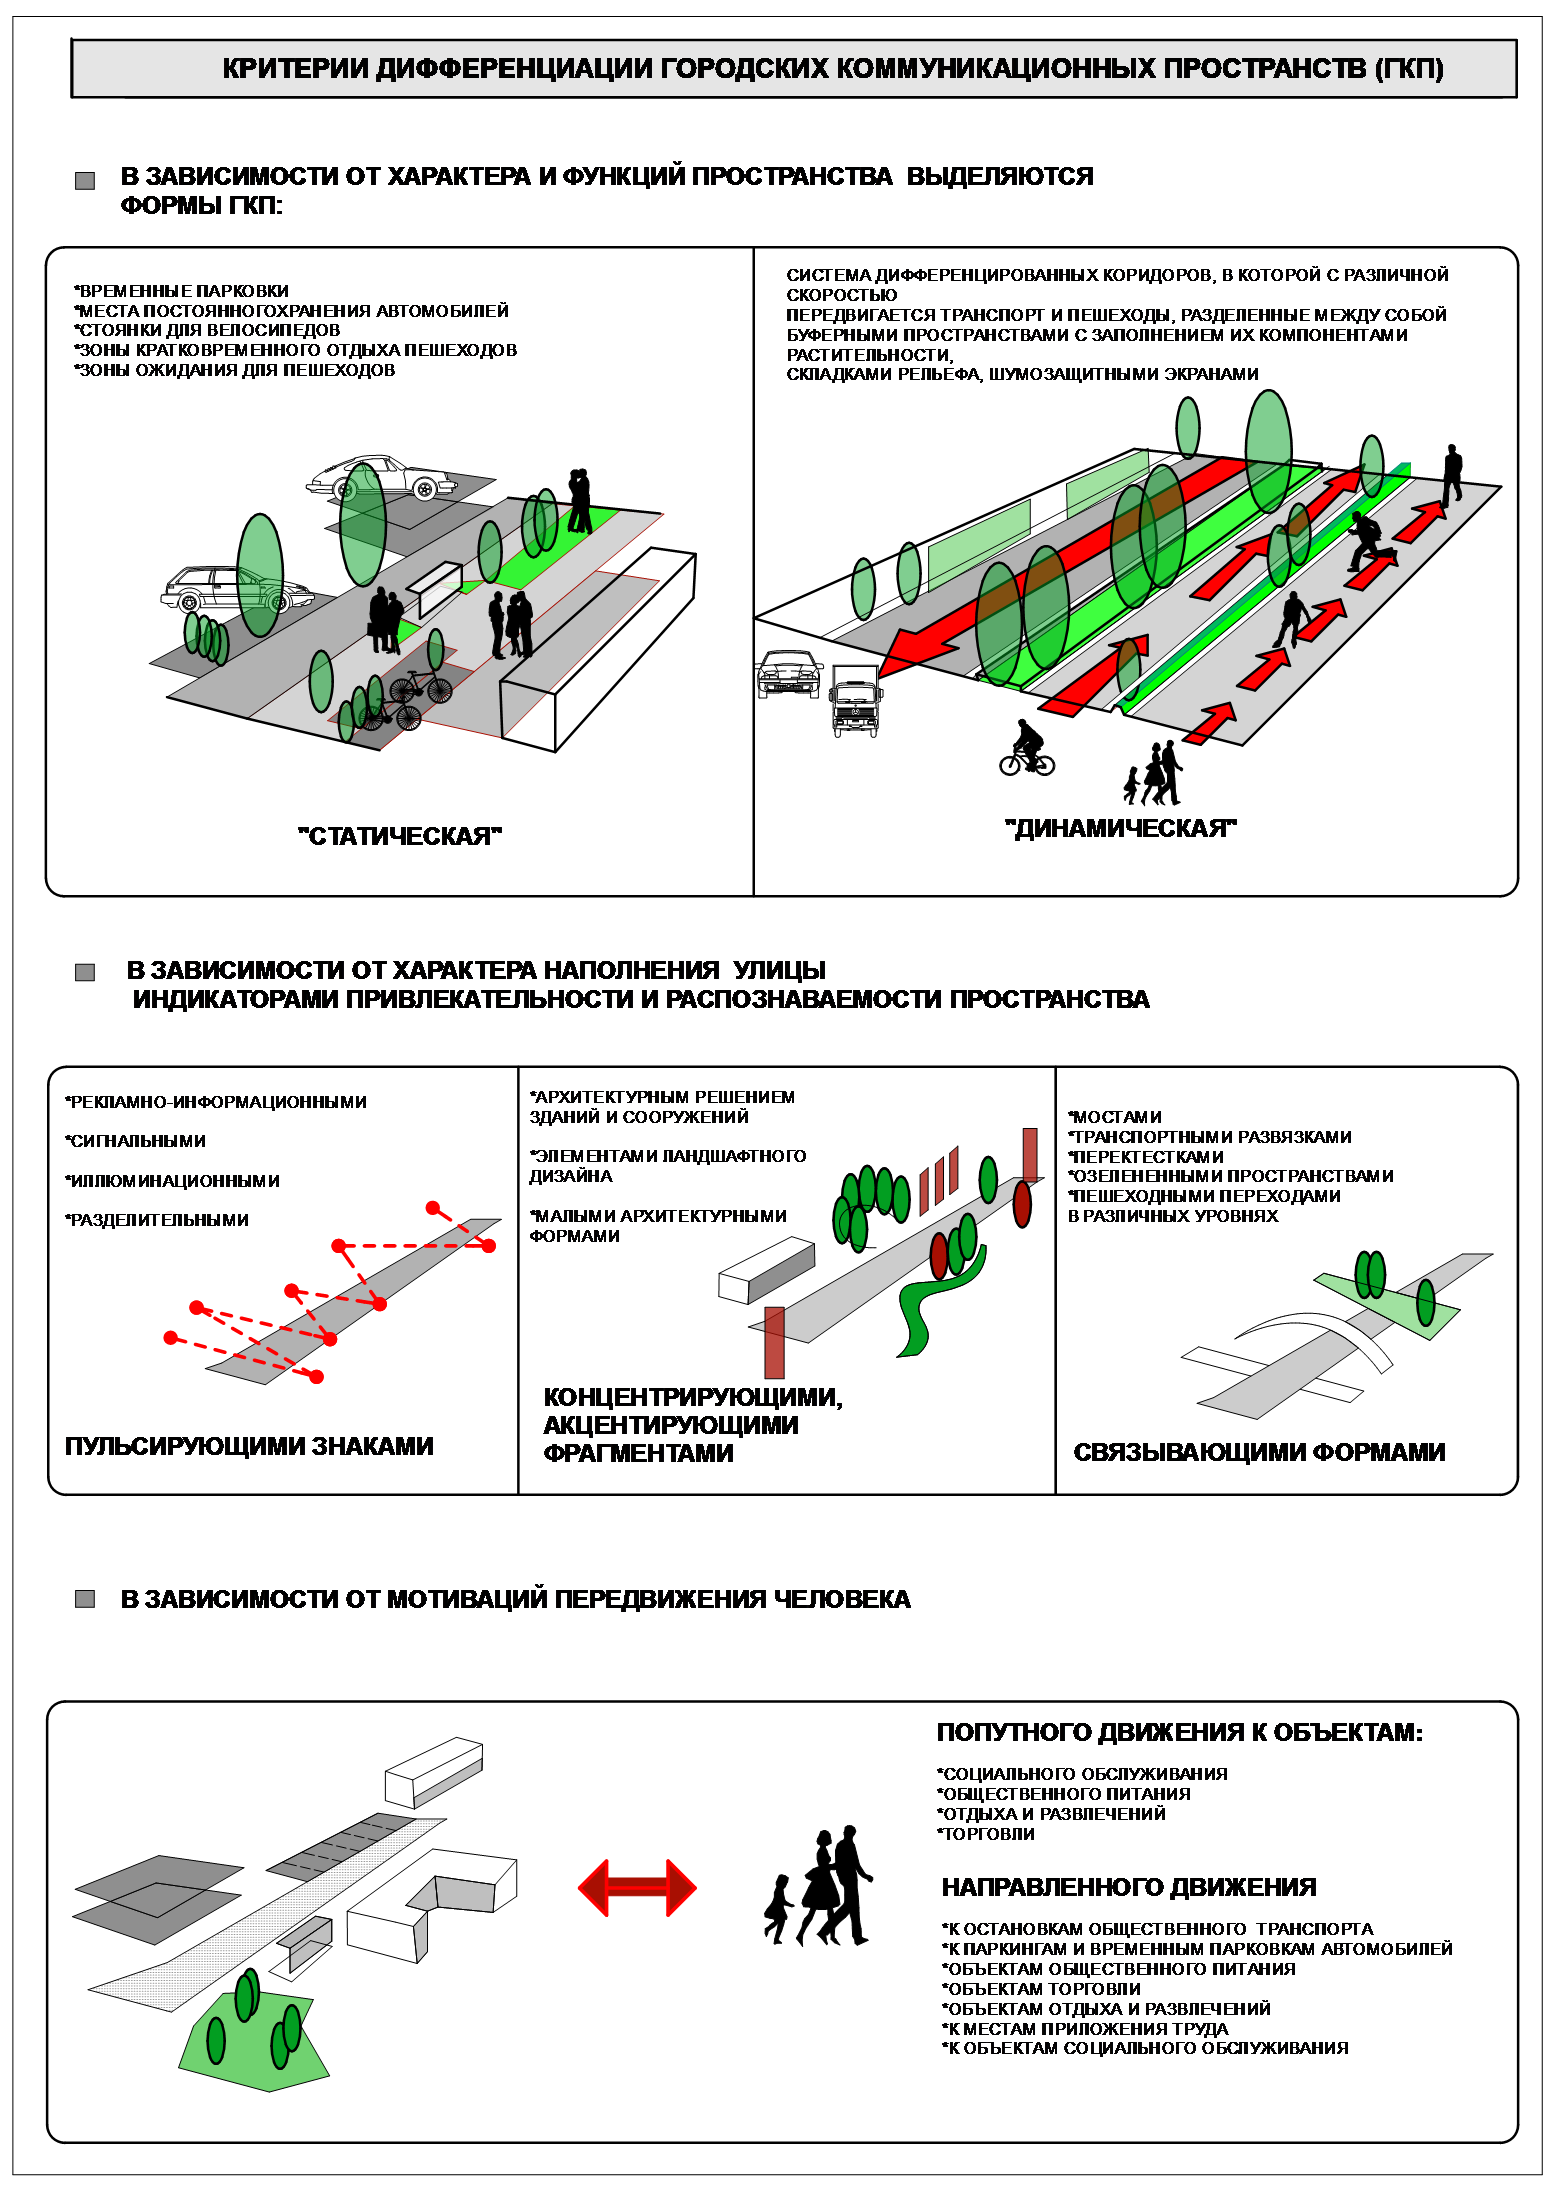 КРИТЕРИИ ДИФФЕРЕНЦИАЦИИ ГОРОДСКИХ КОММУНИКАЦИОННЫХ ПРОСТРАНСТВ (ГКП)
В ЗАВИСИМОСТИ ОТ ХАРАКТЕРА И ФУНКЦИЙ ПРОСТРАНСТВА ВЫДЕЛЯЮТСЯ
ФОРМЫ ГКП:
*ВРЕМЕННЫЕ ПАРКОВКИ
*МЕСТА ПОСТОЯННОГОХРАНЕНИЯ АВТОМОБИЛЕЙ
*СТОЯНКИ ДЛЯ ВЕЛОСИПЕДОВ
*ЗОНЫ КРАТКОВРЕМЕННОГО ОТДЫХА ПЕШЕХОДОВ
*ЗОНЫ ОЖИДАНИЯ ДЛЯ ПЕШЕХОДОВ
"СТАТИЧЕСКАЯ"
СИСТЕМА ДИФФЕРЕНЦИРОВАННЫХ КОРИДОРОВ, В КОТОРОЙ С РАЗЛИЧНОЙ
СКОРОСТЬЮ
ПЕРЕДВИГАЕТСЯ ТРАНСПОРТ И ПЕШЕХОДЫ, РАЗДЕЛЕННЫЕ МЕЖДУ СОБОЙ
БУФЕРНЫМИ ПРОСТРАНСТВАМИ С ЗАПОЛНЕНИЕМ ИХ КОМПОНЕНТАМИ
РАСТИТЕЛЬНОСТИ,
СКЛАДКАМИ РЕЛЬЕФА, ШУМОЗАЩИТНЫМИ ЭКРАНАМИ
"ДИНАМИЧЕСКАЯ"
В ЗАВИСИМОСТИ ОТ ХАРАКТЕРА НАПОЛНЕНИЯ УЛИЦЫ
ИНДИКАТОРАМИ ПРИВЛЕКАТЕЛЬНОСТИ И РАСПОЗНАВАЕМОСТИ ПРОСТРАНСТВА
*РЕКЛАМНО-ИНФОРМАЦИОННЫМИ
*СИГНАЛЬНЫМИ
*ИЛЛЮМИНАЦИОННЫМИ
*РАЗДЕЛИТЕЛЬНЫМИ
ПУЛЬСИРУЮЩИМИ ЗНАКАМИ
*АРХИТЕКТУРНЫМ РЕШЕНИЕМ
ЗДАНИЙ И СООРУЖЕНИЙ
*ЭЛЕМЕНТАМИ ЛАНДШАФТНОГО
ДИЗАЙНА
*МАЛЫМИ АРХИТЕКТУРНЫМИ
ФОРМАМИ
КОНЦЕНТРИРУЮЩИМИ,
АКЦЕНТИРУЮЩИМИ
ФРАГМЕНТАМИ
*МОСТАМИ
*ТРАНСПОРТНЫМИ РАЗВЯЗКАМИ
*ПЕРЕКТЕСТКАМИ
*ОЗЕЛЕНЕННЫМИ ПРОСТРАНСТВАМИ
*ПЕШЕХОДНЫМИ ПЕРЕХОДАМИ
В РАЗЛИЧНЫХ УРОВНЯХ
СВЯЗЫВАЮЩИМИ ФОРМАМИ
В ЗАВИСИМОСТИ ОТ МОТИВАЦИЙ ПЕРЕДВИЖЕНИЯ ЧЕЛОВЕКА
ПОПУТНОГО ДВИЖЕНИЯ К ОБЪЕКТАМ:
*СОЦИАЛЬНОГО ОБСЛУЖИВАНИЯ
*ОБЩЕСТВЕННОГО ПИТАНИЯ
*ОТДЫХА И РАЗВЛЕЧЕНИЙ
*ТОРГОВЛИ
НАПРАВЛЕННОГО ДВИЖЕНИЯ
*К ОСТАНОВКАМ ОБЩЕСТВЕННОГО ТРАНСПОРТА
*К ПАРКИНГАМ И ВРЕМЕННЫМ ПАРКОВКАМ АВТОМОБИЛЕЙ
*ОБЪЕКТАМ ОБЩЕСТВЕННОГО ПИТАНИЯ
*ОБЪЕКТАМ ТОРГОВЛИ
*ОБЪЕКТАМ ОТДЫХА И РАЗВЛЕЧЕНИЙ
*К МЕСТАМ ПРИЛОЖЕНИЯ ТРУДА
*К ОБЪЕКТАМ СОЦИАЛЬНОГО ОБСЛУЖИВАНИЯ